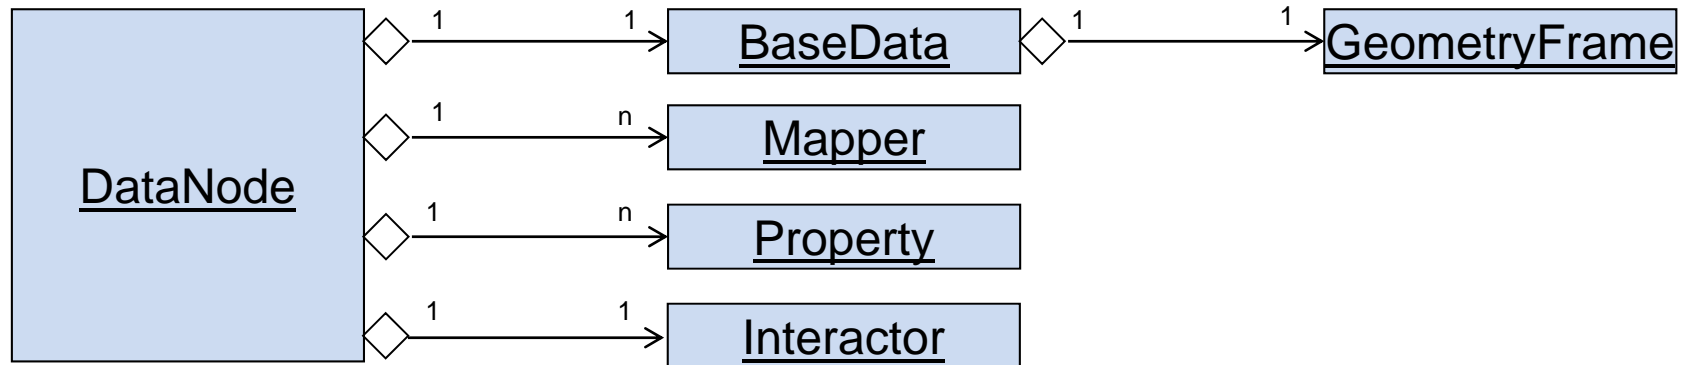 1 1 BaseData 1 1 GeometryFrame
1 n Mapper
DataNode
1 n Property
1 1 Interactor